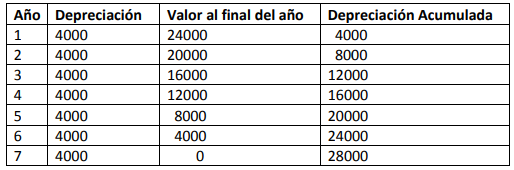 Año Depreciación Valor al final del año Depreciación Acumulada
1 4000 24000 4000
2 4000 20000 8000
3 4000 16000 12000
4 4000 12000 16000
5 4000 8000 20000
6 4000 4000 24000
7 4000 0 28000